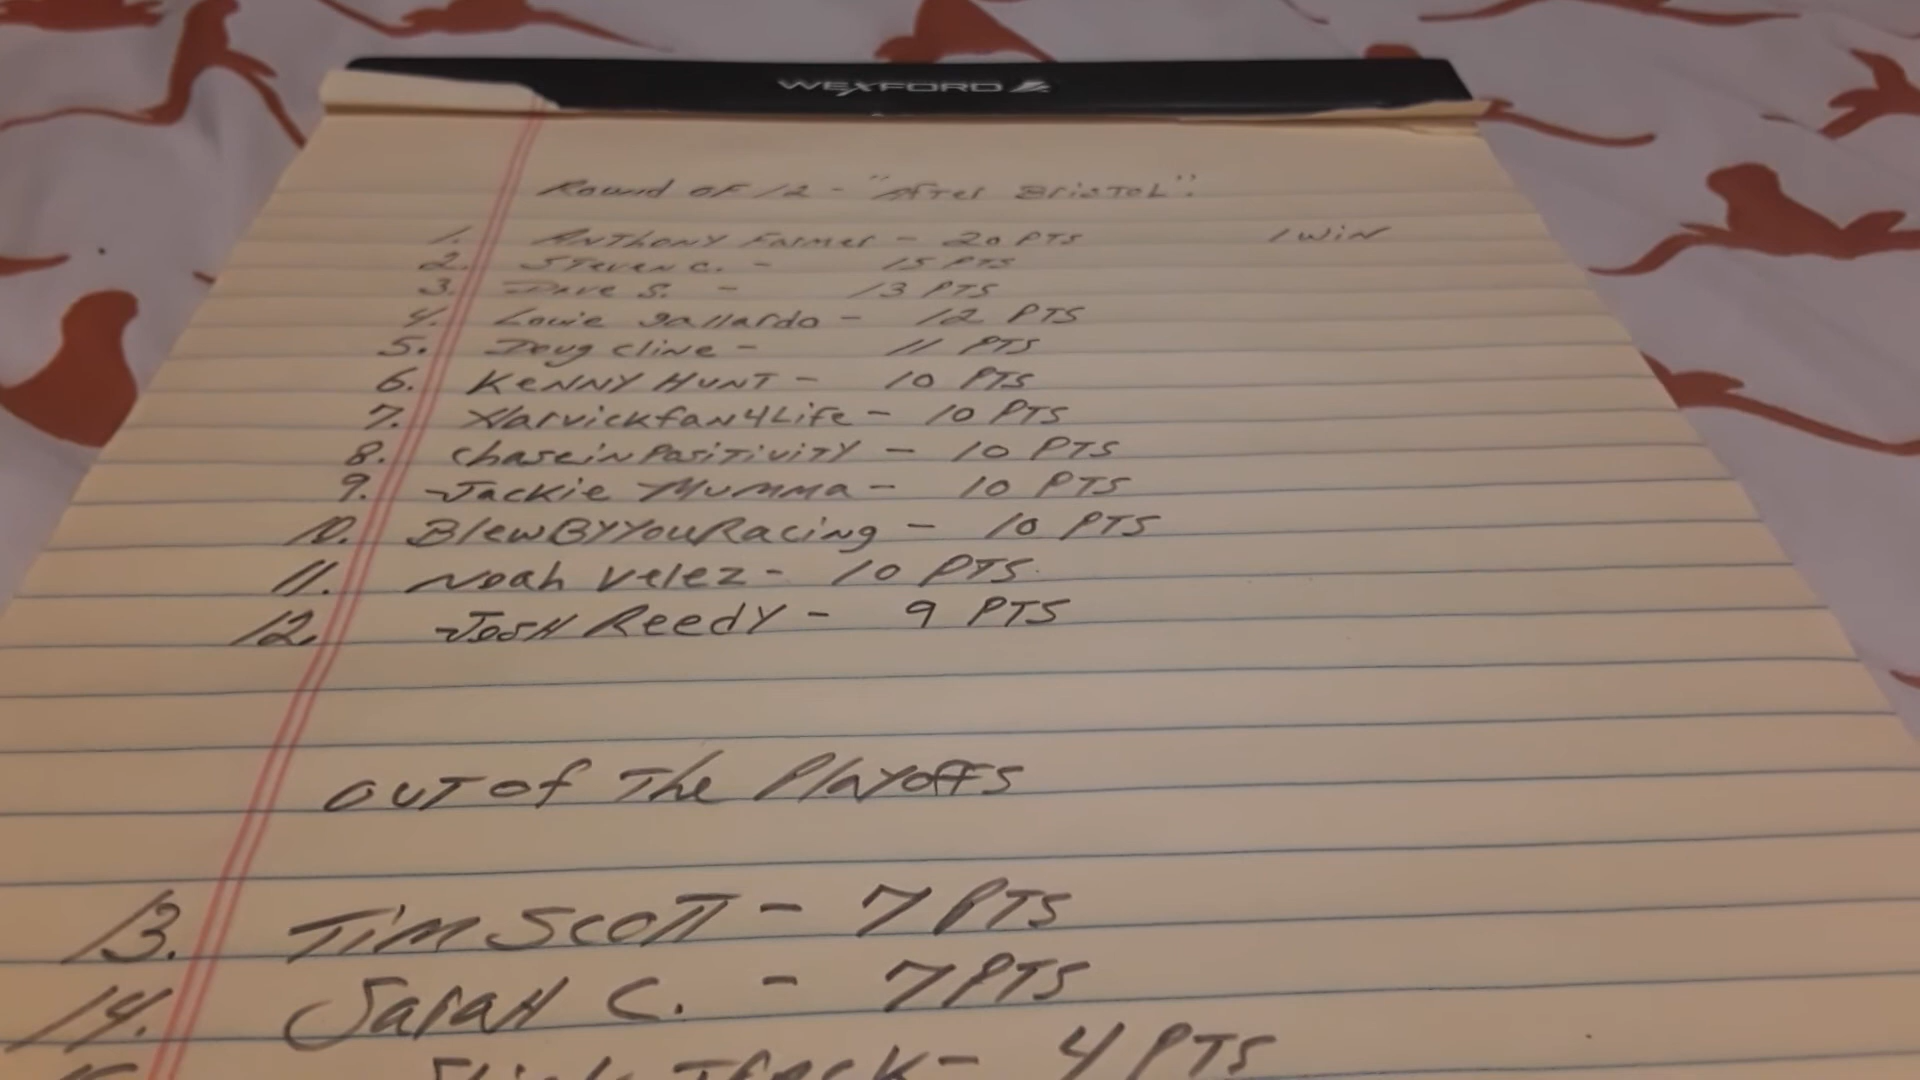 WEXFORD
Round of 12 - "After Bristol":
1. Anthony Farmer - 20 PTS 1 WIN
2. Steven C. - 15 PTS
3. Dave S. - 13 PTS
4. Louie gallardo - 12 PTS
5. Doug Cline - 11 PTS
6. KENNY HUNT - 10 PTS
7. Xharvickfan4Life - 10 PTS
8. ChaseinPositivity - 10 PTS
9. Jackie Mumma - 10 PTS
10. BlewBYYouRacing - 10 PTS
11. Noah Velez - 10 PTS.
12. Josh Reedy - 9 PTS
Out of The Playoffs
13. Tim Scott - 7 PTS
14. Sarah C. - 7 PTS
Track - 4 PTS